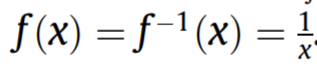 f(x) = f⁻¹(x) = 1/x.